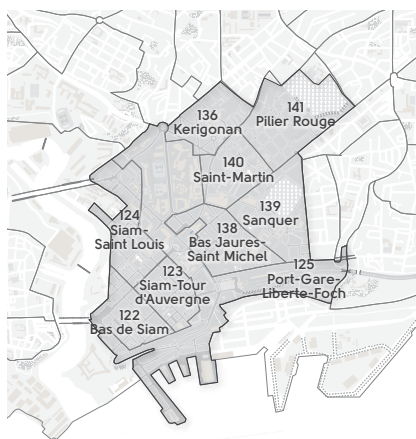 141
Pilier Rouge
136
Kerigonan
140
Saint-Martin
139
Sanquer
124
Siam-
Saint Louis
138
Bas Jaures-
Saint Michel
123
Siam-Tour
d'Auvergne
125
Port-Gare-
Liberte-Foch
122
Bas de Siam